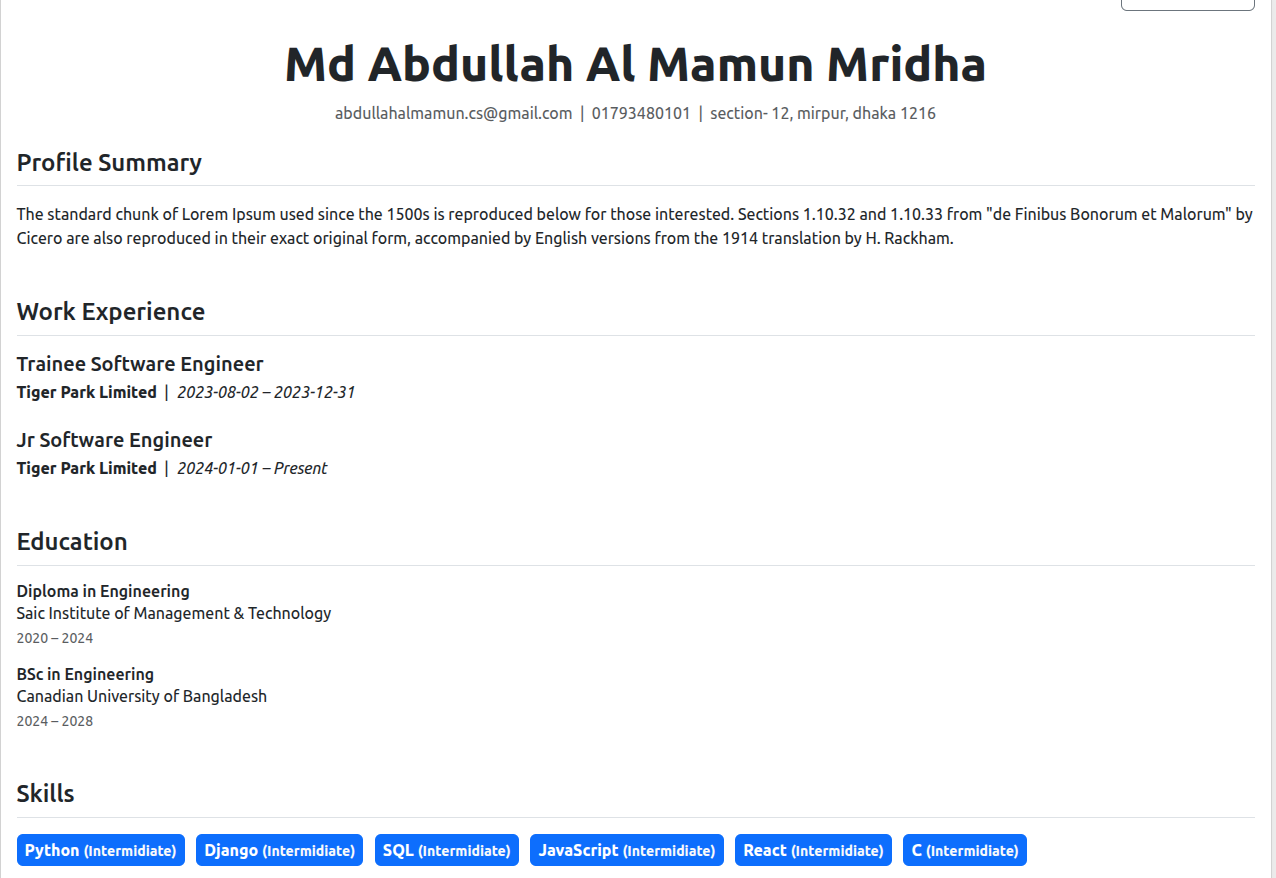 Md Abdullah Al Mamun Mridha
abdullahalmamun.cs@gmail.com | 01793480101 | section- 12, mirpur, dhaka 1216
Profile Summary
The standard chunk of Lorem Ipsum used since the 1500s is reproduced below for those interested. Sections 1.10.32 and 1.10.33 from "de Finibus Bonorum et Malorum" by
Cicero are also reproduced in their exact original form, accompanied by English versions from the 1914 translation by H. Rackham.
Work Experience
Trainee Software Engineer
Tiger Park Limited | 2023-08-02 – 2023-12-31
Jr Software Engineer
Tiger Park Limited | 2024-01-01 – Present
Education
Diploma in Engineering
Saic Institute of Management & Technology
2020 – 2024
BSc in Engineering
Canadian University of Bangladesh
2024 – 2028
Skills
Python (Intermidiate) Django (Intermidiate) SQL (Intermidiate) JavaScript (Intermidiate) React (Intermidiate) C (Intermidiate)